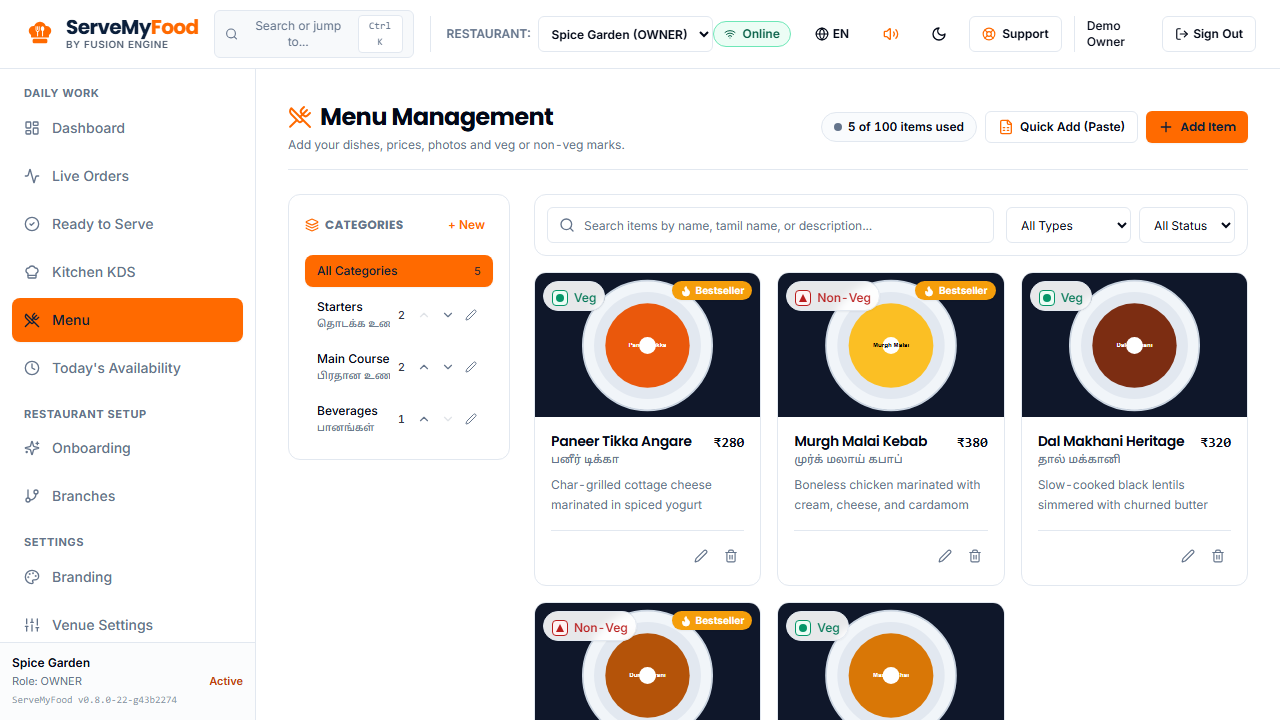 ServeMyFood
BY FUSION ENGINE
Search or jump to...
Ctrl K
RESTAURANT:
Spice Garden (OWNER)
Online
EN
Support
Demo Owner
Sign Out
DAILY WORK
Dashboard
Live Orders
Ready to Serve
Kitchen KDS
Menu
Today's Availability
RESTAURANT SETUP
Onboarding
Branches
SETTINGS
Branding
Venue Settings
Spice Garden
Role: OWNER
Active
ServeMyFood v0.8.0-22-g43b2274
Menu Management
Add your dishes, prices, photos and veg or non-veg marks.
5 of 100 items used
Quick Add (Paste)
+ Add Item
CATEGORIES
+ New
All Categories
5
Starters
தொடக்க
2
Main Course
பிரதான
2
Beverages
பானங்கள்
1
Search items by name, tamil name, or description...
All Types
All Status
Veg
Bestseller
Paneer Tikka Angare
₹280
பனீர் டிக்கா
Char-grilled cottage cheese
marinated in spiced yogurt
Non-Veg
Bestseller
Murgh Malai
Murgh Malai Kebab
₹380
முர்க் மலாய் கபாப்
Boneless chicken marinated with
cream, cheese, and cardamom
Veg
Dal Makhani Heritage
₹320
தால் மக்கானி
Slow-cooked black lentils
simmered with churned butter
Non-Veg
Bestseller
Veg